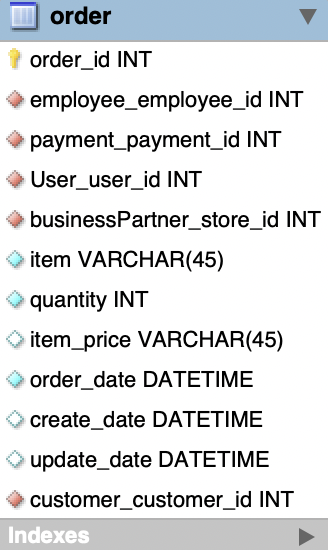 order
order_id INT
employee_employee_id INT
payment_payment_id INT
User_user_id INT
businessPartner_store_id INT
item VARCHAR(45)
quantity INT
item_price VARCHAR(45)
order_date DATETIME
create_date DATETIME
update_date DATETIME
customer_customer_id INT
Indexes